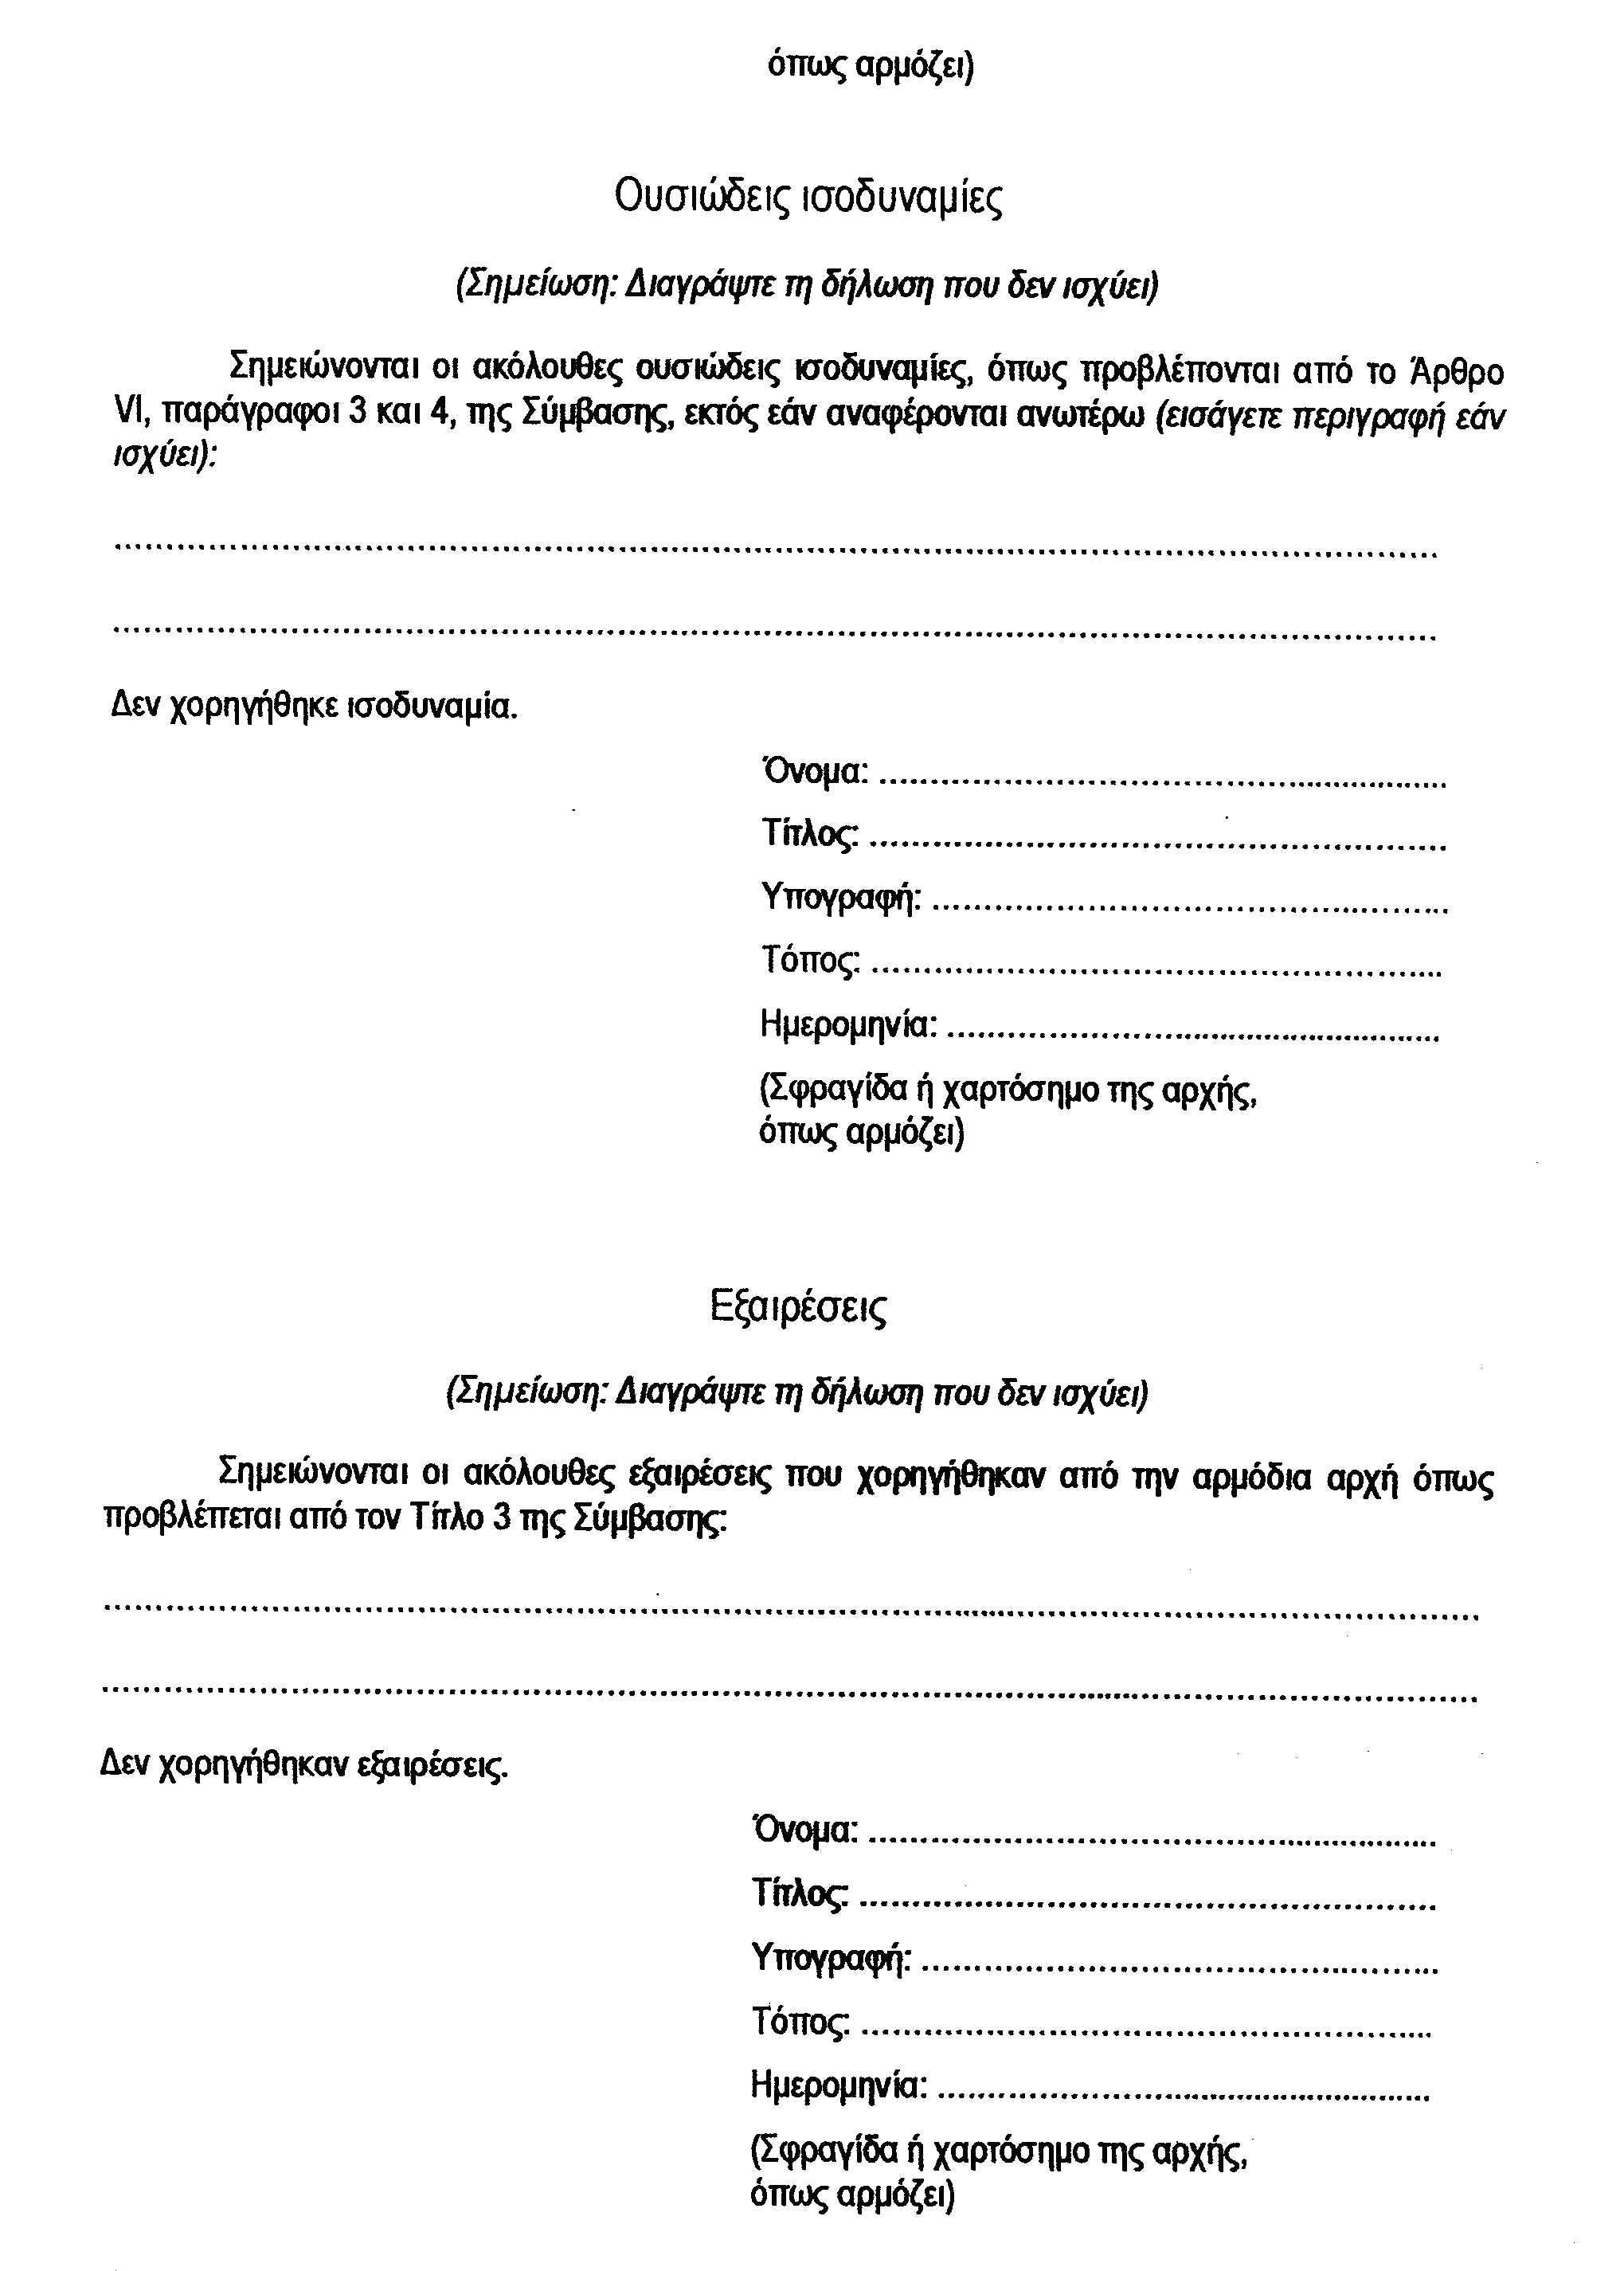 όπως αρμόζει)
Ουσιώδεις ισοδυναμίες
(Σημείωση: Διαγράψτε τη δήλωση που δεν ισχύει)
Σημειώνονται οι ακόλουθες ουσιώδεις ισοδυναμίες, όπως προβλέπονται από το Άρθρο
VI, παράγραφοι 3 και 4, της Σύμβασης, εκτός εάν αναφέρονται ανωτέρω (εισάγετε περιγραφή εάν
ισχύει):
................................................................................................................................
................................................................................................................................
Δεν χορηγήθηκε ισοδυναμία.
Όνομα: ........................................................
Τίτλος: .........................................................
Υπογραφή: ...................................................
Τόπος: ........................................................
Ημερομηνία: .................................................
(Σφραγίδα ή χαρτόσημο της αρχής,
όπως αρμόζει)
Εξαιρέσεις
(Σημείωση: Διαγράψτε τη δήλωση που δεν ισχύει)
Σημειώνονται οι ακόλουθες εξαιρέσεις που χορηγήθηκαν από την αρμόδια αρχή όπως
προβλέπεται από τον Τίτλο 3 της Σύμβασης:
................................................................................................................................
................................................................................................................................
Δεν χορηγήθηκαν εξαιρέσεις.
Όνομα: ........................................................
Τίτλος: .........................................................
Υπογραφή: ...................................................
Τόπος: ........................................................
Ημερομηνία: .................................................
(Σφραγίδα ή χαρτόσημο της αρχής,
όπως αρμόζει)